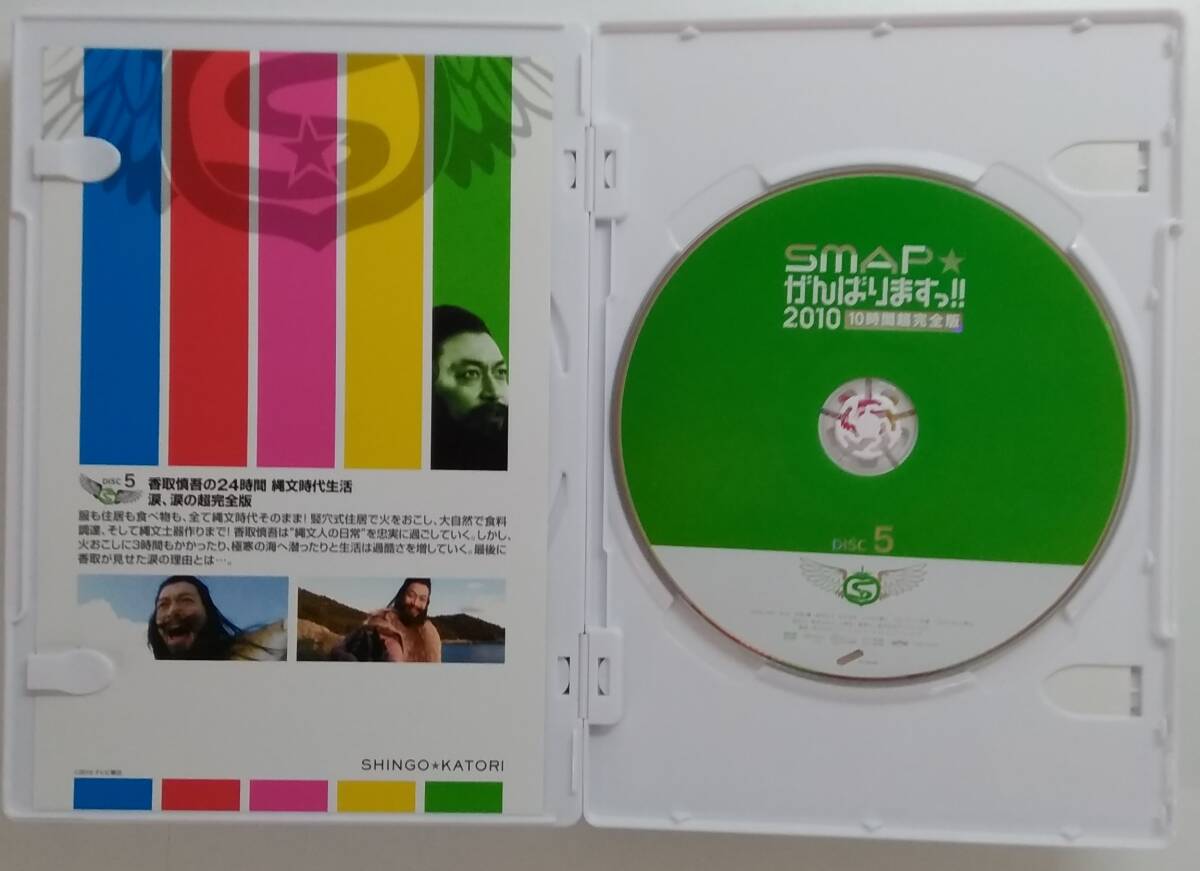 DISC 5
香取慎吾の24時間 縄文時代生活
涙、涙の超完全版
服も住居も食べ物も、全て縄文時代そのまま!竪穴式住居で火をおこし、大自然で食料
調達、そして縄文土器作りまで!香取慎吾は"縄文人の日常"を忠実に過ごしていく。しかし、
火おこしに3時間もかかったり、極寒の海へ潜ったりと生活は過酷さを増していく。最後に
香取が見せた涙の理由とは…。
SHINGO★KATORI
©2010 テレビ朝日
SMAP★
がんばりますっ!!
2010 10時間超完全版
DISC 5